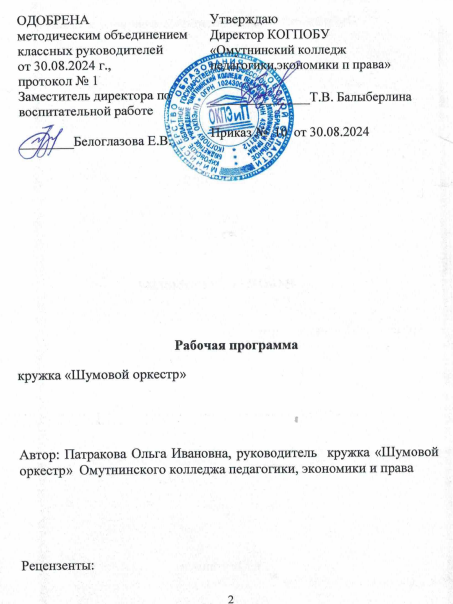 ОДОБРЕНА
методическим объединением
классных руководителей
от 30.08.2024 г.,
протокол № 1
Заместитель директора по
воспитательной работе
Белоглазова Е.В.
Утверждаю
Директор КОГПОБУ
«Омутнинский колледж
педагогики,экономики п права»
Т.В. Балыберлина
Приказ № 10 от 30.08.2024
ОКПЭиП
Рабочая программа
кружка «Шумовой оркестр»
Автор: Патракова Ольга Ивановна, руководитель кружка «Шумовой
оркестр» Омутнинского колледжа педагогики, экономики и права
Рецензенты:
2